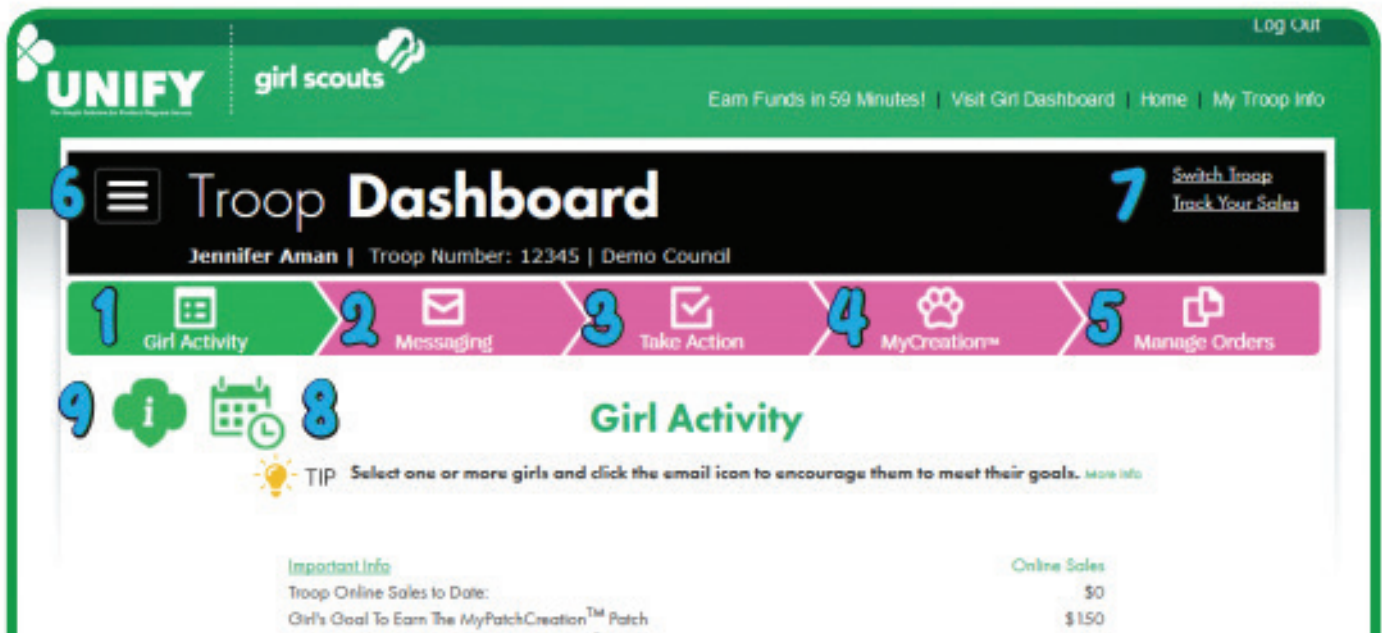 Log Out
UNIFY
girl scouts
Earn Funds in 59 Minutes! | Visit Girl Dashboard | Home | My Troop Info
6
Troop Dashboard
7
Switch Troop
Track Your Sales
Jennifer Aman | Troop Number: 12345 | Demo Council
1 Girl Activity
2 Messaging
3 Take Action
4 MyCreation™
5 Manage Orders
9 i 8
Girl Activity
TIP Select one or more girls and click the email icon to encourage them to meet their goals. More Info
Important Info Online Sales
Troop Online Sales to Date: $0
Girl's Goal To Earn The MyPatchCreation™ Patch $150